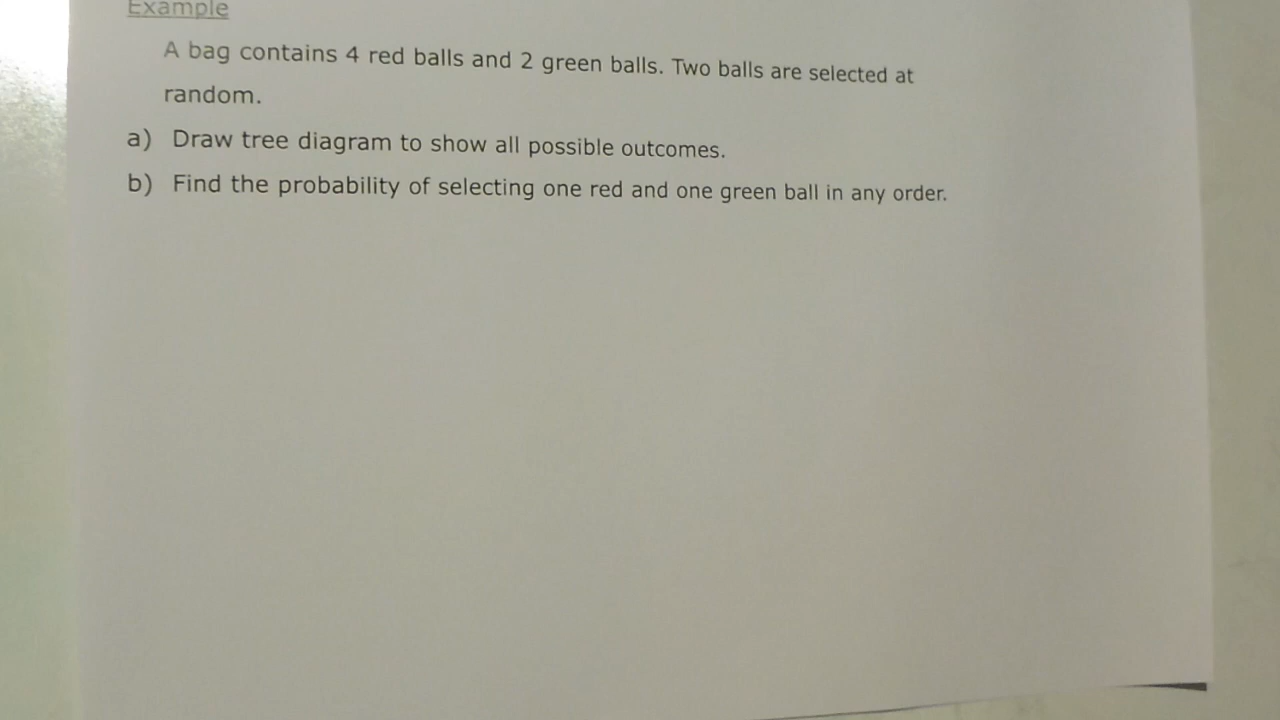 Example
A bag contains 4 red balls and 2 green balls. Two balls are selected at
random.
a) Draw tree diagram to show all possible outcomes.
b) Find the probability of selecting one red and one green ball in any order.